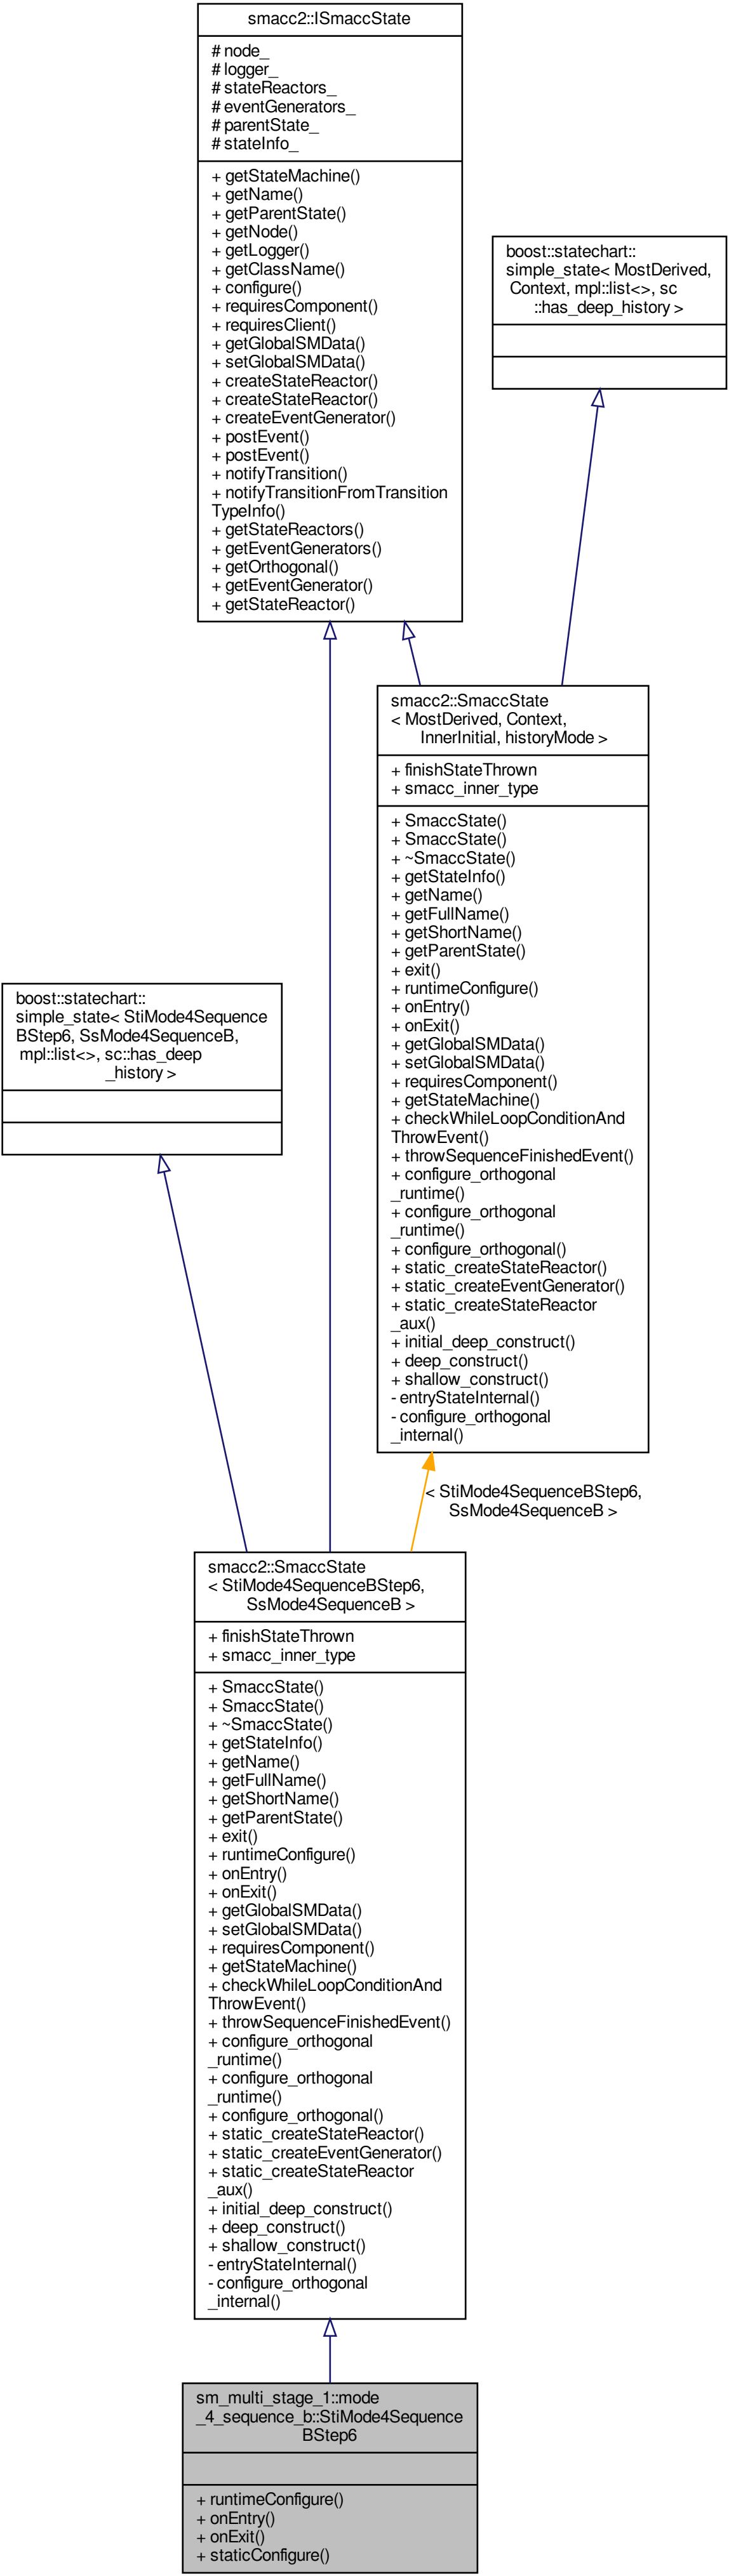 smacc2::ISmaccState
# node_
# logger_
# stateReactors_
# eventGenerators_
# parentState_
# stateInfo_
+ getStateMachine()
+ getName()
+ getParentState()
+ getNode()
+ getLogger()
+ getClassName()
+ configure()
+ requiresComponent()
+ requiresClient()
+ getGlobalSMData()
+ setGlobalSMData()
+ createStateReactor()
+ createStateReactor()
+ createEventGenerator()
+ postEvent()
+ postEvent()
+ notifyTransition()
+ notifyTransitionFromTransition
TypeInfo()
+ getStateReactors()
+ getEventGenerators()
+ getOrthogonal()
+ getEventGenerator()
+ getStateReactor()
boost::statechart::
simple_state< MostDerived,
Context, mpl::list<>, sc
::has_deep_history >
smacc2::SmaccState
< MostDerived, Context,
InnerInitial, historyMode >
+ finishStateThrown
+ smacc_inner_type
+ SmaccState()
+ SmaccState()
+ ~SmaccState()
+ getStateInfo()
+ getName()
+ getFullName()
+ getShortName()
+ getParentState()
+ exit()
+ runtimeConfigure()
+ onEntry()
+ onExit()
+ getGlobalSMData()
+ setGlobalSMData()
+ requiresComponent()
+ getStateMachine()
+ checkWhileLoopConditionAnd
ThrowEvent()
+ throwSequenceFinishedEvent()
+ configure_orthogonal
_runtime()
+ configure_orthogonal
_runtime()
+ configure_orthogonal()
+ static_createStateReactor()
+ static_createEventGenerator()
+ static_createStateReactor
_aux()
+ initial_deep_construct()
+ deep_construct()
+ shallow_construct()
- entryStateInternal()
- configure_orthogonal
_internal()
boost::statechart::
simple_state< StiMode4Sequence
BStep6, SsMode4SequenceB,
mpl::list<>, sc::has_deep
_history >
< StiMode4SequenceBStep6,
SsMode4SequenceB >
smacc2::SmaccState
< StiMode4SequenceBStep6,
SsMode4SequenceB >
+ finishStateThrown
+ smacc_inner_type
+ SmaccState()
+ SmaccState()
+ ~SmaccState()
+ getStateInfo()
+ getName()
+ getFullName()
+ getShortName()
+ getParentState()
+ exit()
+ runtimeConfigure()
+ onEntry()
+ onExit()
+ getGlobalSMData()
+ setGlobalSMData()
+ requiresComponent()
+ getStateMachine()
+ checkWhileLoopConditionAnd
ThrowEvent()
+ throwSequenceFinishedEvent()
+ configure_orthogonal
_runtime()
+ configure_orthogonal
_runtime()
+ configure_orthogonal()
+ static_createStateReactor()
+ static_createEventGenerator()
+ static_createStateReactor
_aux()
+ initial_deep_construct()
+ deep_construct()
+ shallow_construct()
- entryStateInternal()
- configure_orthogonal
_internal()
sm_multi_stage_1::mode
_4_sequence_b::StiMode4Sequence
BStep6
+ runtimeConfigure()
+ onEntry()
+ onExit()
+ staticConfigure()